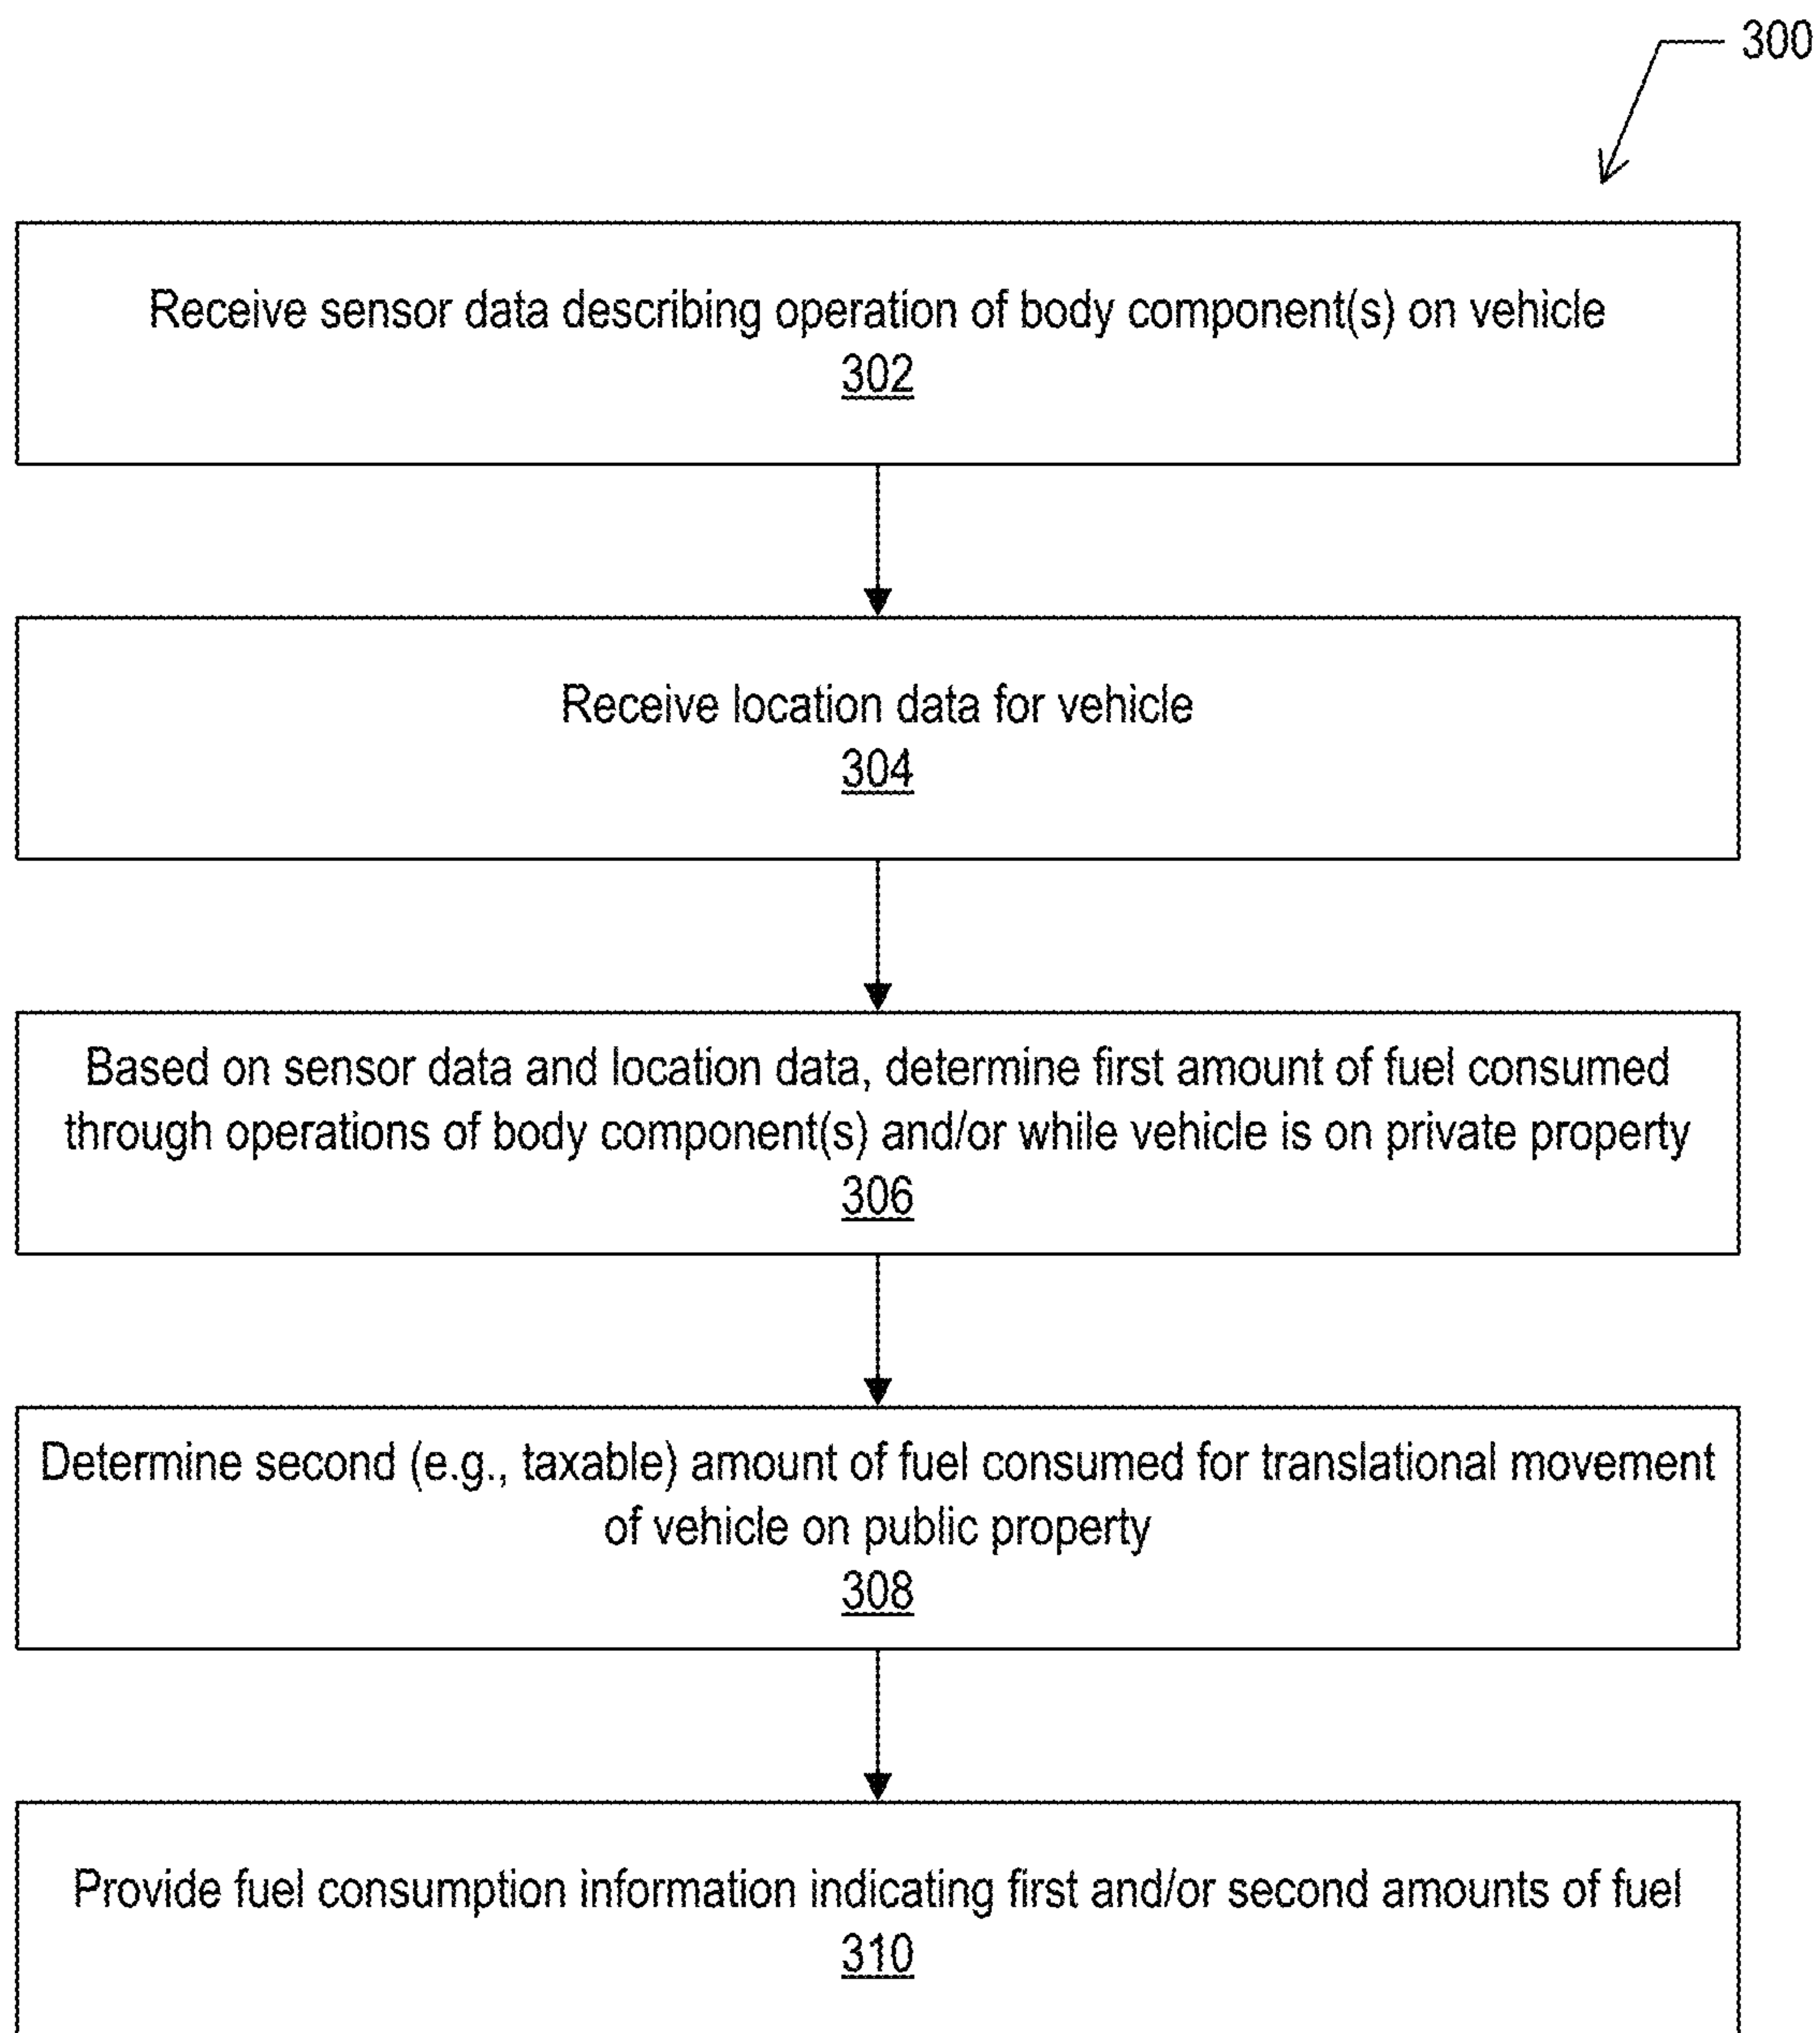 300
Receive sensor data describing operation of body component(s) on vehicle
302
Receive location data for vehicle
304
Based on sensor data and location data, determine first amount of fuel consumed
through operations of body component(s) and/or while vehicle is on private property
306
Determine second (e.g., taxable) amount of fuel consumed for translational movement
of vehicle on public property
308
Provide fuel consumption information indicating first and/or second amounts of fuel
310